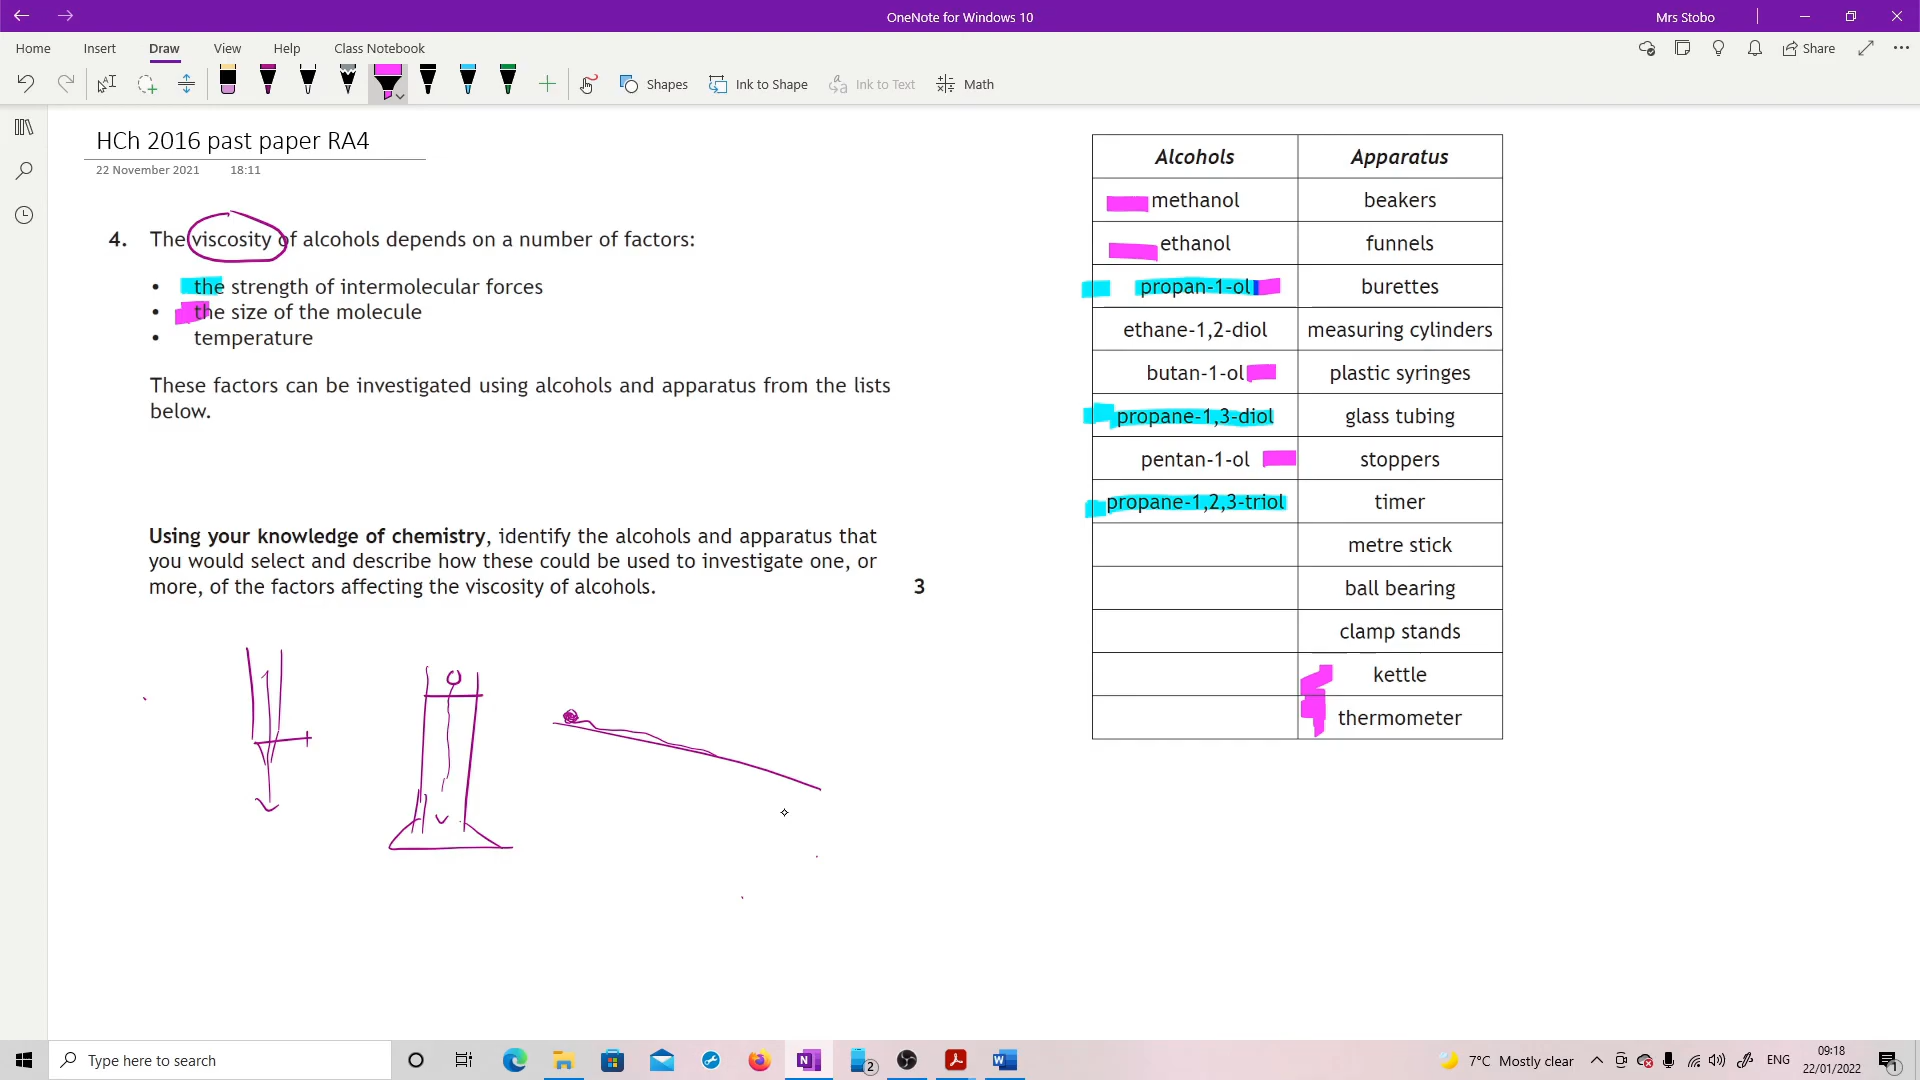 OneNote for Windows 10
Mrs Stobo
Home Insert Draw View Help Class Notebook
Share
Shapes Ink to Shape Ink to Text Math
HCh 2016 past paper RA4
22 November 2021 18:11
4. The viscosity of alcohols depends on a number of factors:
• the strength of intermolecular forces
• the size of the molecule
• temperature
These factors can be investigated using alcohols and apparatus from the lists
below.
Using your knowledge of chemistry, identify the alcohols and apparatus that
you would select and describe how these could be used to investigate one, or
more, of the factors affecting the viscosity of alcohols. 3
Alcohols Apparatus
methanol beakers
ethanol funnels
propan-1-ol burettes
ethane-1,2-diol measuring cylinders
butan-1-ol plastic syringes
propane-1,3-diol glass tubing
pentan-1-ol stoppers
propane-1,2,3-triol timer
metre stick
ball bearing
clamp stands
kettle
thermometer
Type here to search
2
7°C Mostly clear
ENG
09:18
22/01/2022
1